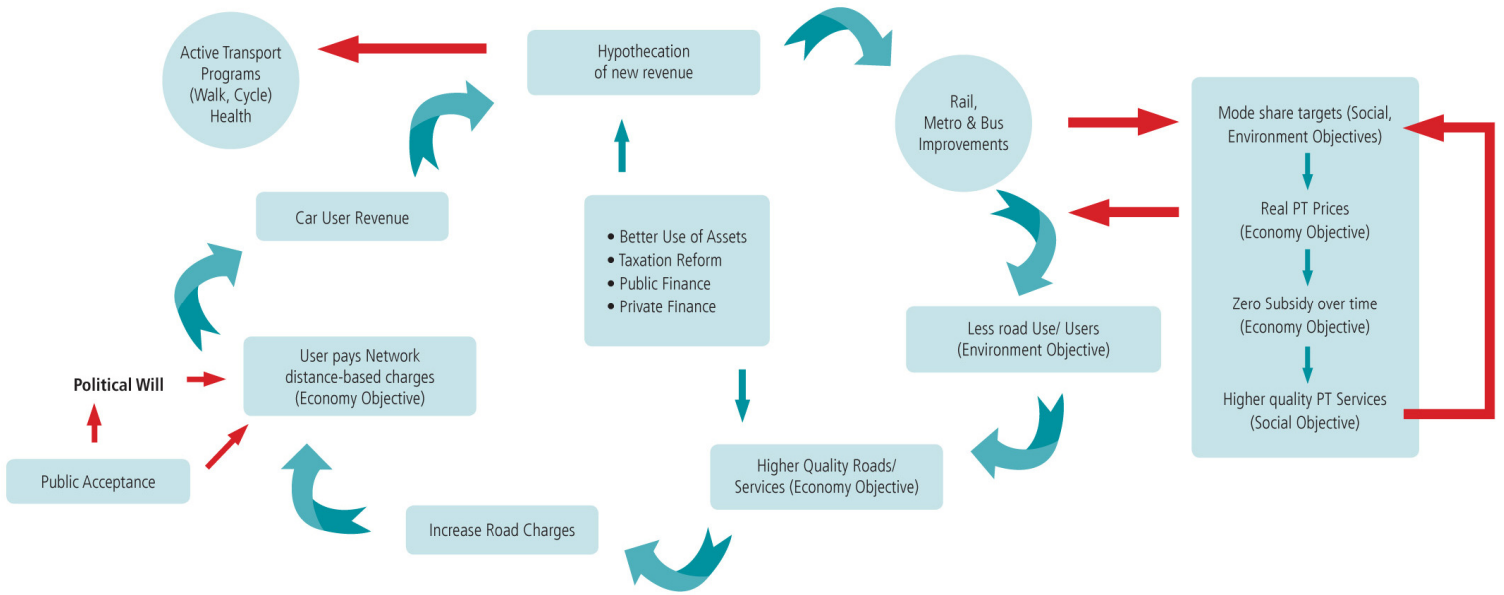 Active Transport
Programs
(Walk, Cycle)
Health
Hypothecation
of new revenue
Rail,
Metro & Bus
Improvements
Mode share targets (Social,
Environment Objectives)
Real PT Prices
(Economy Objective)
Zero Subsidy over time
(Economy Objective)
Higher quality PT Services
(Social Objective)
Car User Revenue
• Better Use of Assets
• Taxation Reform
• Public Finance
• Private Finance
Less road Use/ Users
(Environment Objective)
User pays Network
distance-based charges
(Economy Objective)
Political Will
Public Acceptance
Higher Quality Roads/
Services (Economy Objective)
Increase Road Charges